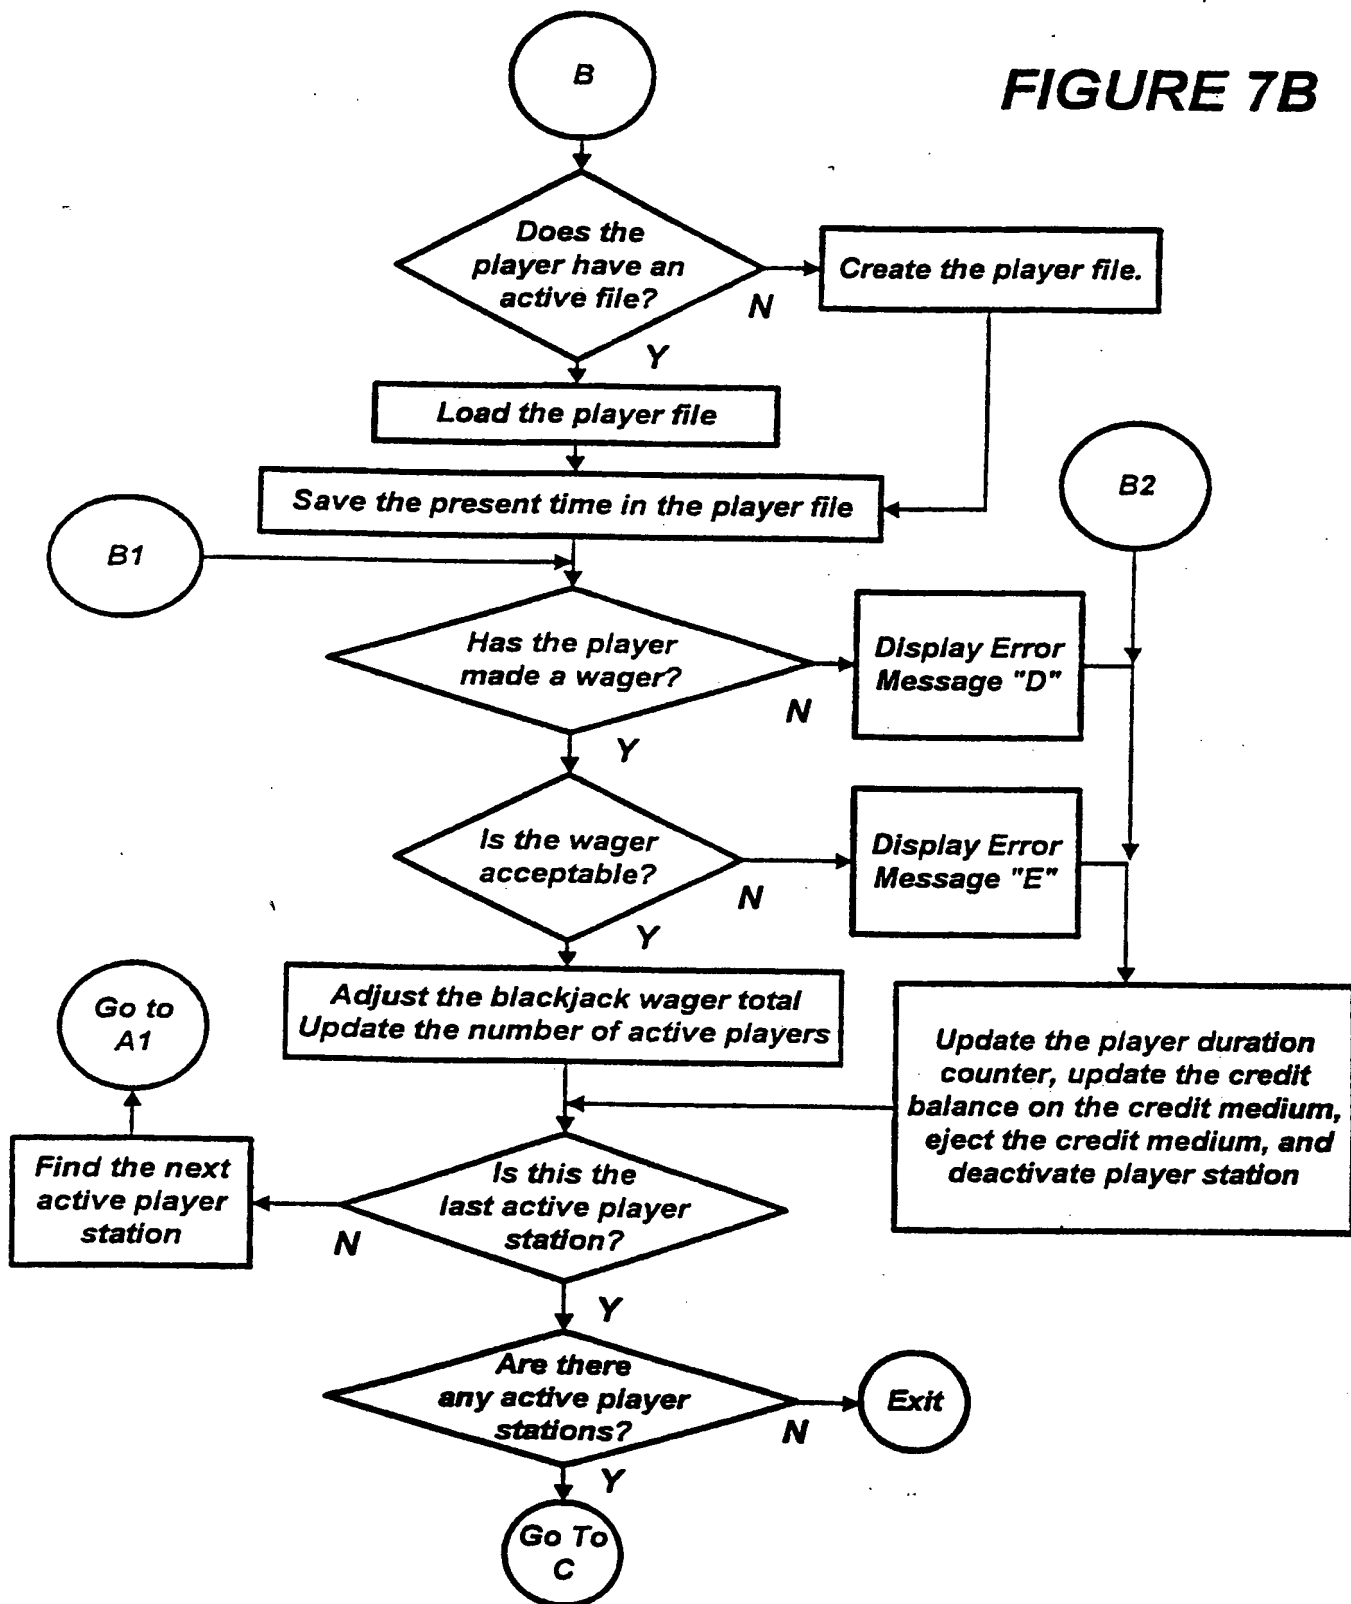 FIGURE 7B
B
Does the
player have an
active file?
N
Create the player file.
Y
Load the player file
Save the present time in the player file
B2
B1
Has the player
made a wager?
N
Display Error
Message "D"
Y
Is the wager
acceptable?
N
Display Error
Message "E"
Y
Adjust the blackjack wager total
Update the number of active players
Go to
A1
Update the player duration
counter, update the credit
balance on the credit medium,
eject the credit medium, and
deactivate player station
Find the next
active player
station
N
Is this the
last active player
station?
Y
Are there
any active player
stations?
N
Exit
Y
Go To
C